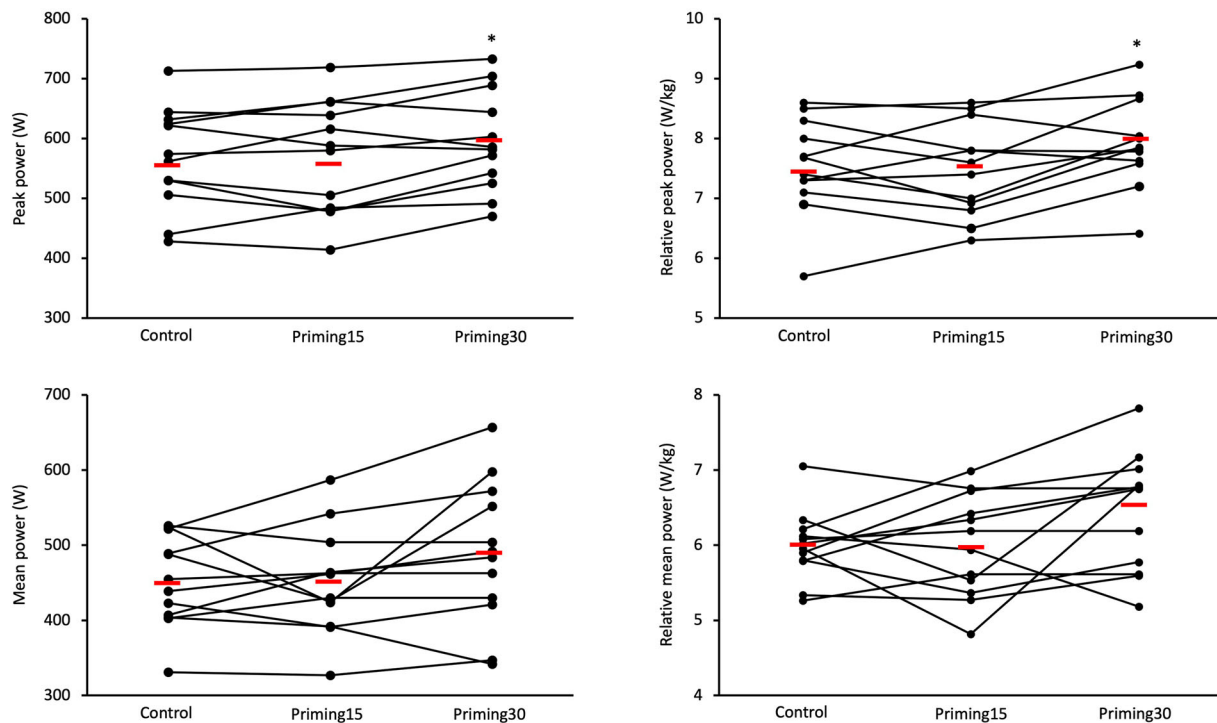 Peak power (W)
800
700
600
500
400
300
*
Control
Priming15
Priming30
Relative peak power (W/kg)
10
9
8
7
6
5
*
Control
Priming15
Priming30
Mean power (W)
700
600
500
400
300
Control
Priming15
Priming30
Relative mean power (W/kg)
8
7
6
5
4
Control
Priming15
Priming30